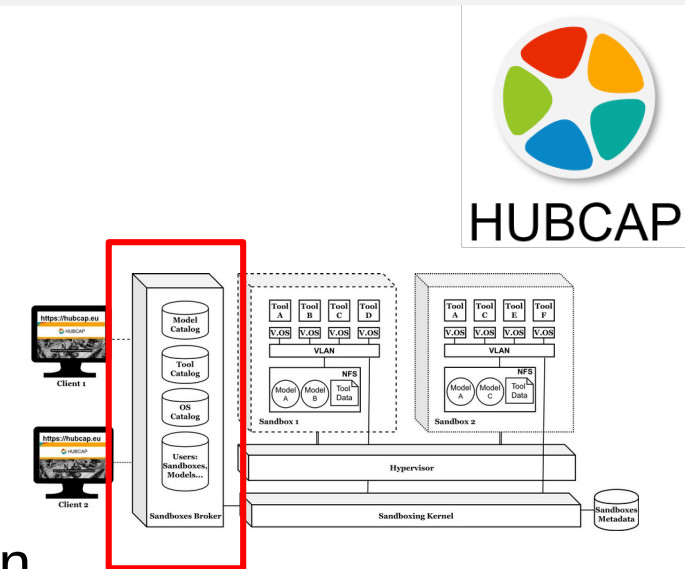 HUBCAP
https://hubcap.eu
HUBCAP
Client 1
https://hubcap.eu
HUBCAP
Client 2
Model
Catalog
Tool
Catalog
OS
Catalog
Users:
Sandboxes,
Models...
Sandboxes Broker
Tool Tool Tool Tool
A B C D
V.OS V.OS V.OS V.OS
VLAN
NFS
Model
A
Model
B
Tool
Data
Sandbox 1
Tool Tool Tool Tool
A C E F
V.OS V.OS V.OS V.OS
VLAN
NFS
Model
A
Model
C
Tool
Data
Sandbox 2
Hypervisor
Sandboxing Kernel
Sandboxes
Metadata
n